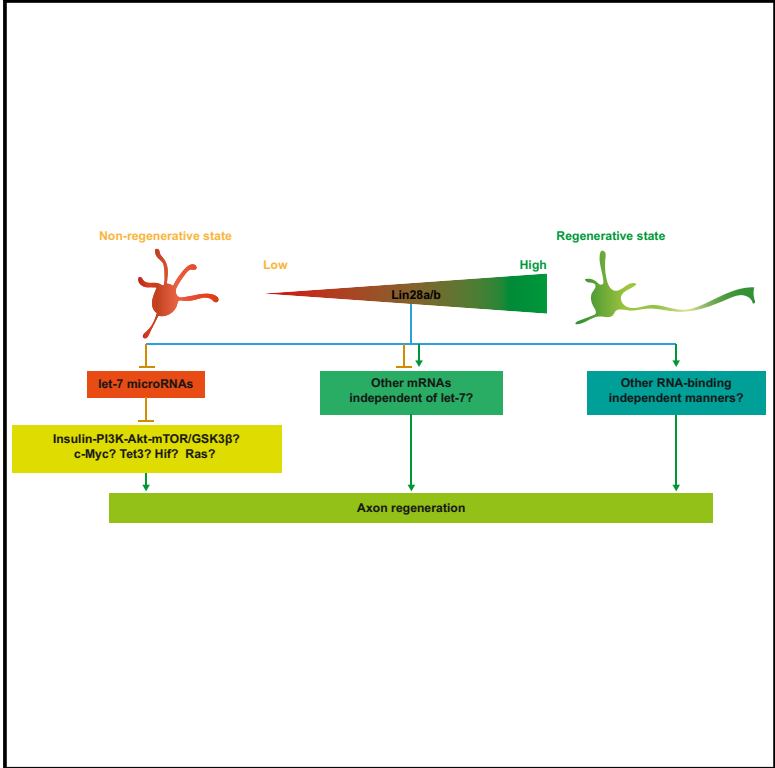 Non-regenerative state
Regenerative state
Low
High
Lin28a/b
let-7 microRNAs
Other mRNAs
independent of let-7?
Other RNA-binding
independent manners?
Insulin-PI3K-Akt-mTOR/GSK3β?
c-Myc? Tet3? Hif? Ras?
Axon regeneration